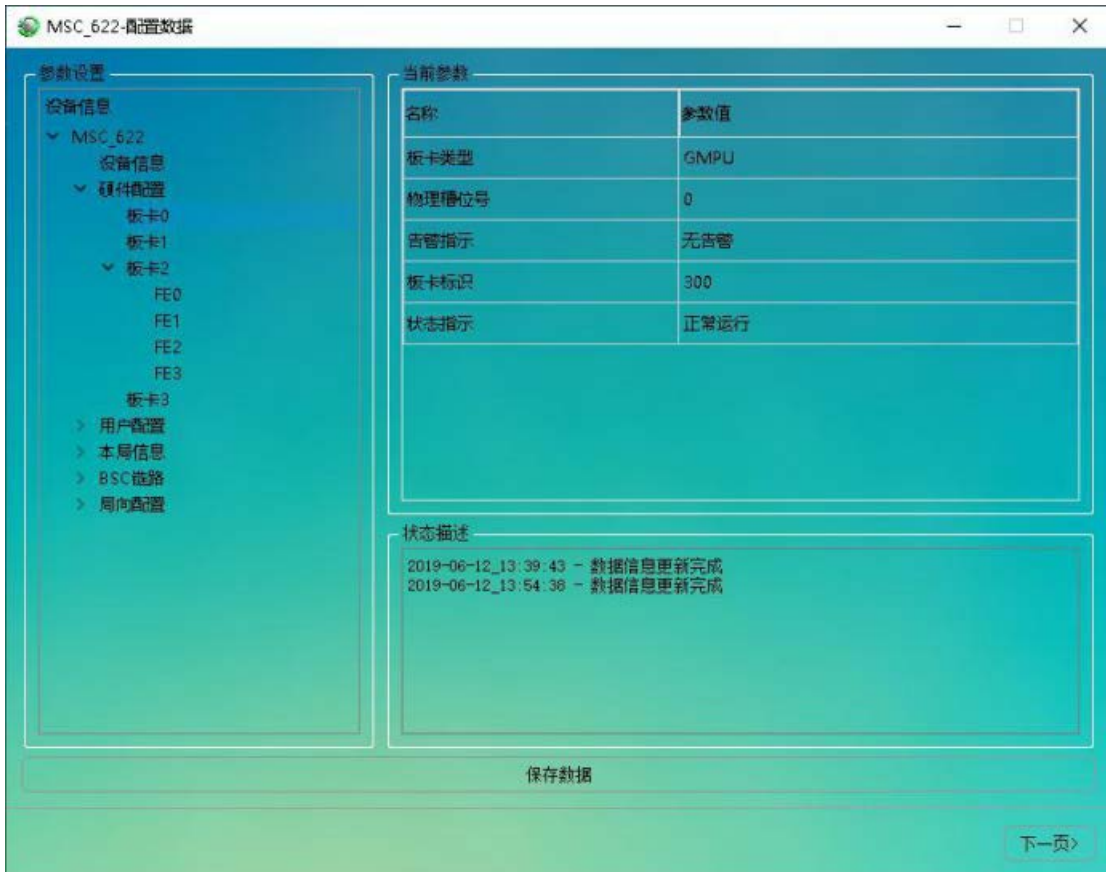 MSC_622-配置数据
参数设置
设备信息
MSC_622
设备信息
硬件配置
板卡0
板卡1
板卡2
FE0
FE1
FE2
FE3
板卡3
用户配置
本局信息
BSC链路
局向配置
当前参数
名称 参数值
板卡类型 GMPU
物理槽位号 0
告警指示 无告警
板卡标识 300
状态指示 正常运行
状态描述
2019-06-12_13:39:43 - 数据信息更新完成
2019-06-12_13:54:38 - 数据信息更新完成
保存数据
下一页>